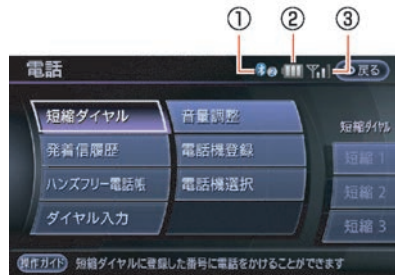 ① ② ③
電話
戻る
短縮ダイヤル 音量調整
短縮ダイヤル
発着信履歴 電話機登録
短縮 1
ハンズフリー電話帳 電話機選択
短縮 2
ダイヤル入力
短縮 3
操作ガイド 短縮ダイヤルに登録した番号に電話をかけることができます